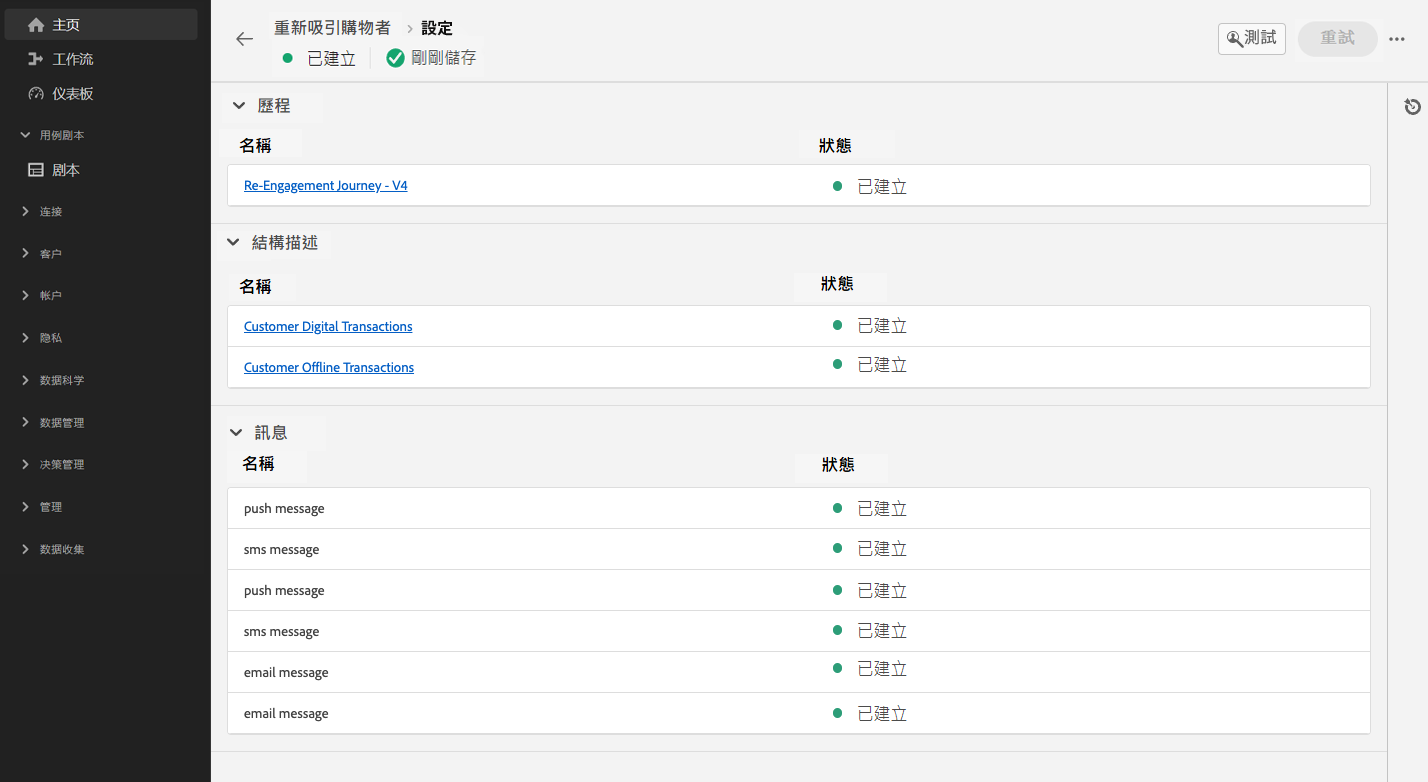 主页
工作流
仪表板
用例剧本
剧本
连接
客户
帐户
隐私
数据科学
数据管理
决策管理
管理
数据收集
重新吸引購物者 › 設定
已建立 剛剛儲存
測試 重試
歷程
名稱 狀態
Re-Engagement Journey - V4 已建立
結構描述
名稱 狀態
Customer Digital Transactions 已建立
Customer Offline Transactions 已建立
訊息
名稱 狀態
push message 已建立
sms message 已建立
push message 已建立
sms message 已建立
email message 已建立
email message 已建立